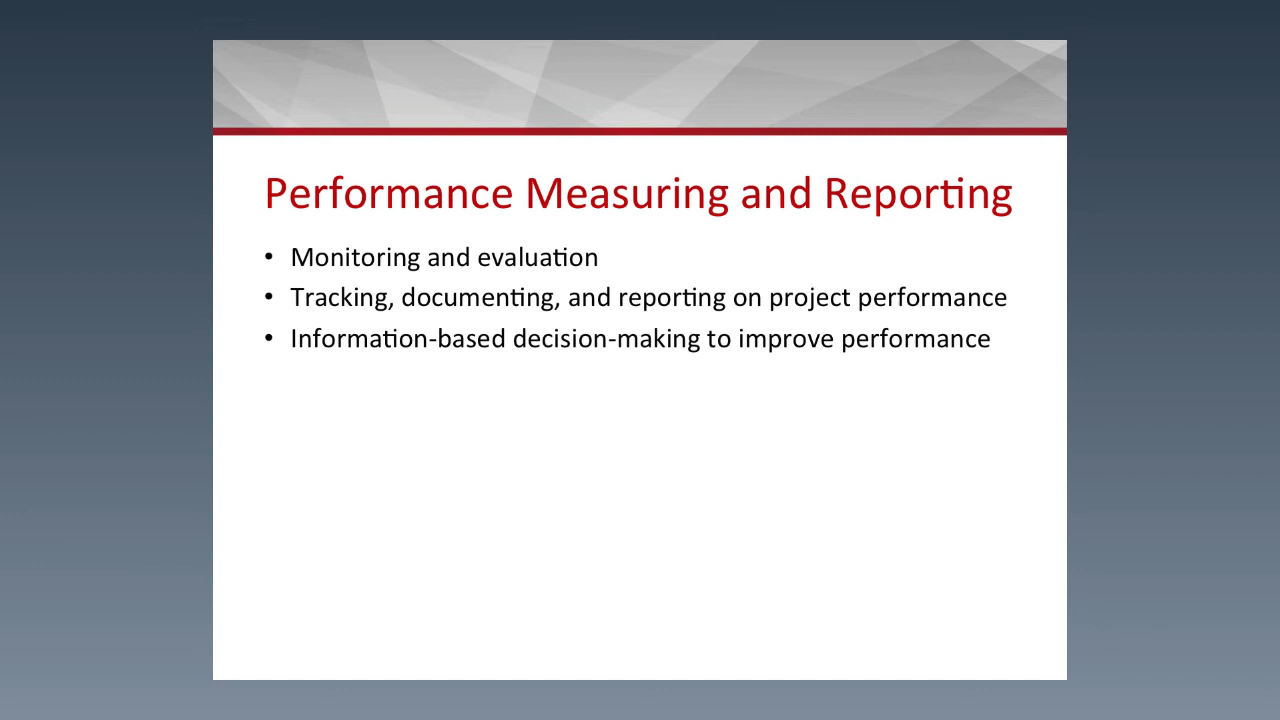 Performance Measuring and Reporting
• Monitoring and evaluation
• Tracking, documenting, and reporting on project performance
• Information-based decision-making to improve performance